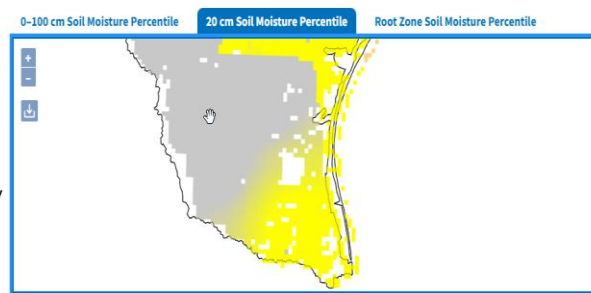 0–100 cm Soil Moisture Percentile 20 cm Soil Moisture Percentile Root Zone Soil Moisture Percentile
+
–